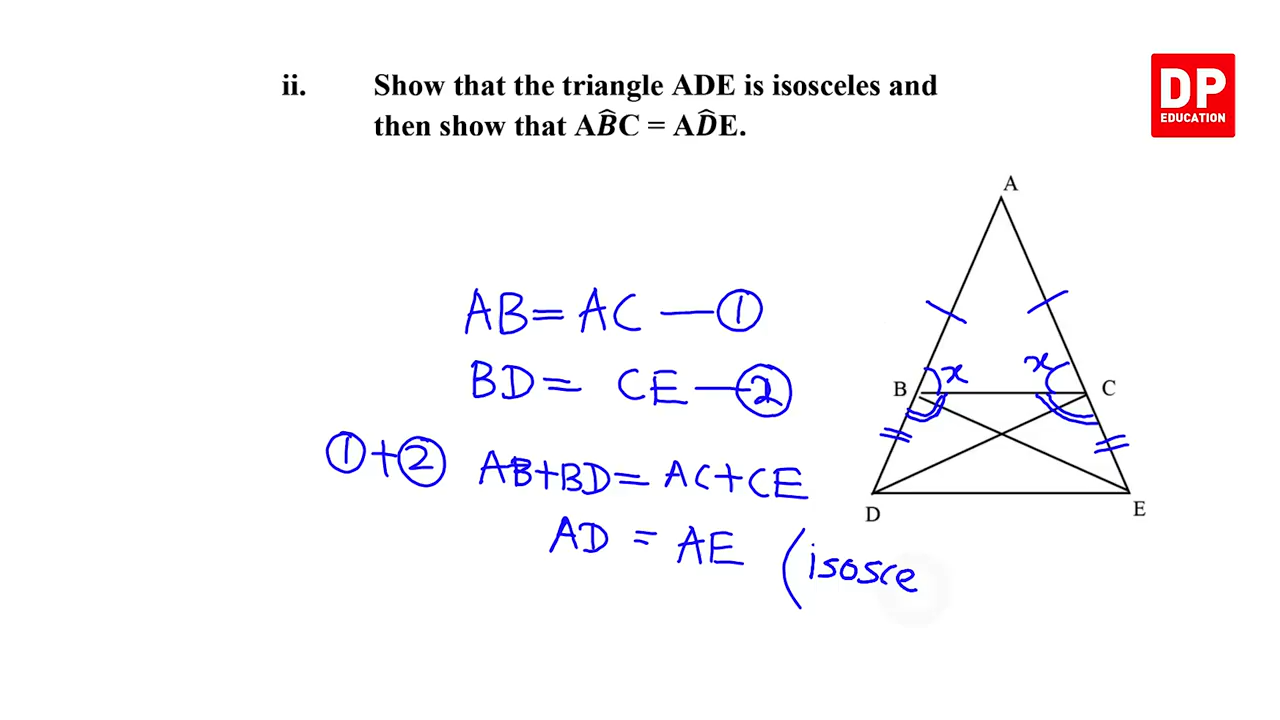 ii. Show that the triangle ADE is isosceles and
then show that AB̂C = AD̂E.
DP
EDUCATION
A
AB = AC — ①
BD = CE — ②
① + ② AB + BD = AC + CE
AD = AE (isosce
B x x C
D E